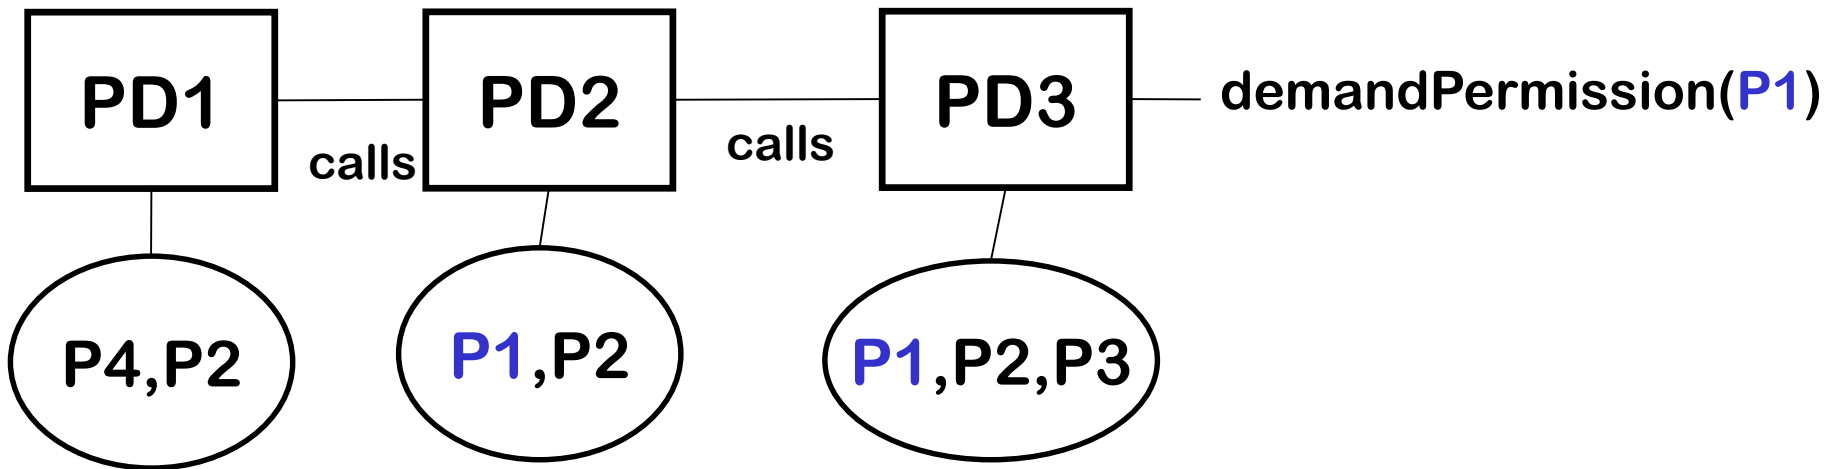 PD1
calls
PD2
calls
PD3
demandPermission(P1)
P4,P2
P1,P2
P1,P2,P3